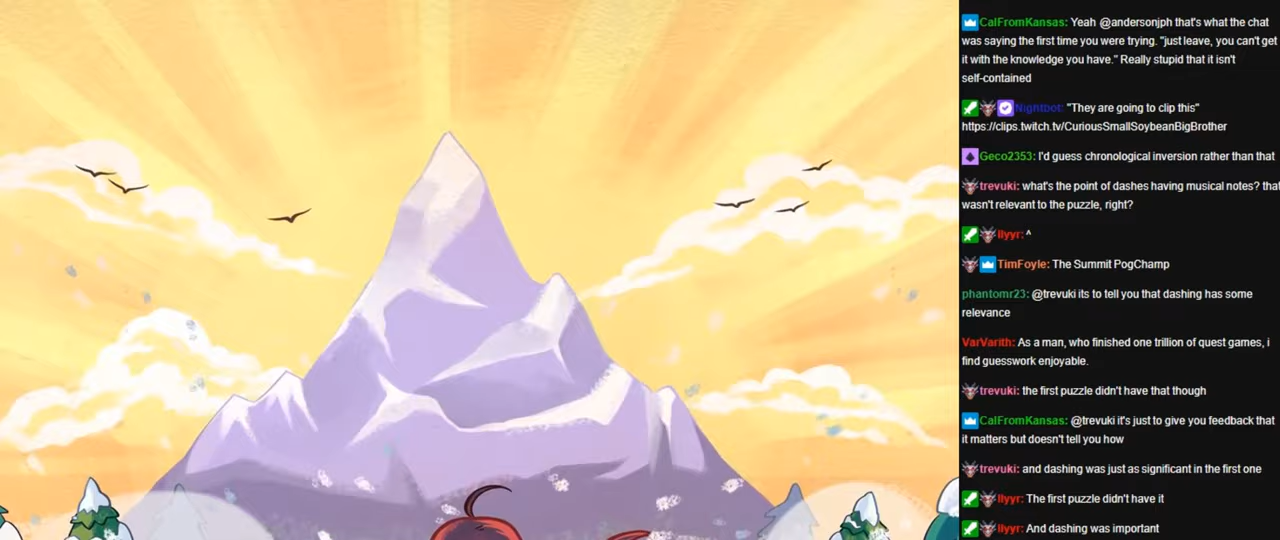 CalFromKansas: Yeah @andersonjph that's what the chat
was saying the first time you were trying. "just leave, you can't get
it with the knowledge you have." Really stupid that it isn't
self-contained
Nightbot: "They are going to clip this"
https://clips.twitch.tv/CuriousSmallSoybeanBigBrother
Geco2353: I'd guess chronological inversion rather than that
trevuki: what's the point of dashes having musical notes? that
wasn't relevant to the puzzle, right?
llyyr: ^
TimFoyle: The Summit PogChamp
phantomr23: @trevuki its to tell you that dashing has some
relevance
VarVarith: As a man, who finished one trillion of quest games, i
find guesswork enjoyable.
trevuki: the first puzzle didn't have that though
CalFromKansas: @trevuki it's just to give you feedback that
it matters but doesn't tell you how
trevuki: and dashing was just as significant in the first one
llyyr: The first puzzle didn't have it
llyyr: And dashing was important